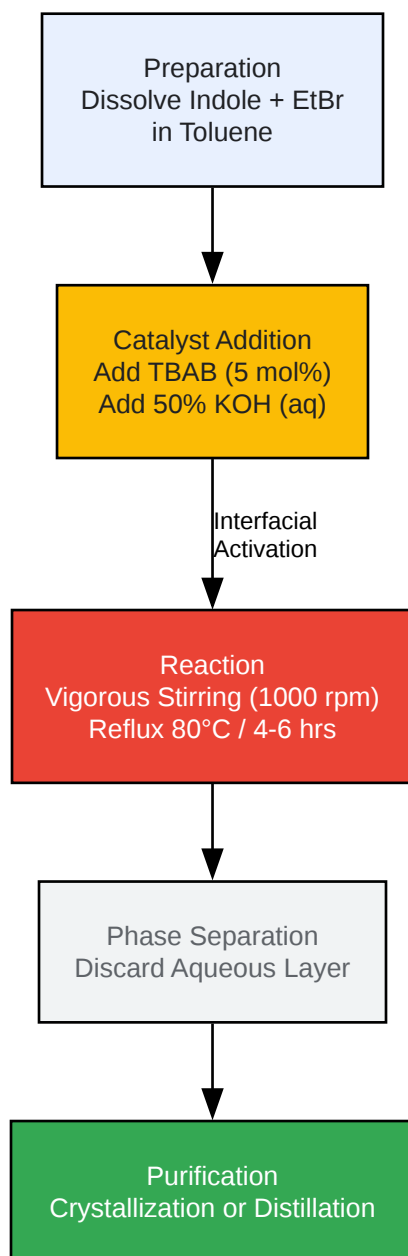 Preparation
Dissolve Indole + EtBr
in Toluene
Catalyst Addition
Add TBAB (5 mol%)
Add 50% KOH (aq)
Interfacial
Activation
Reaction
Vigorous Stirring (1000 rpm)
Reflux 80°C / 4-6 hrs
Phase Separation
Discard Aqueous Layer
Purification
Crystallization or Distillation